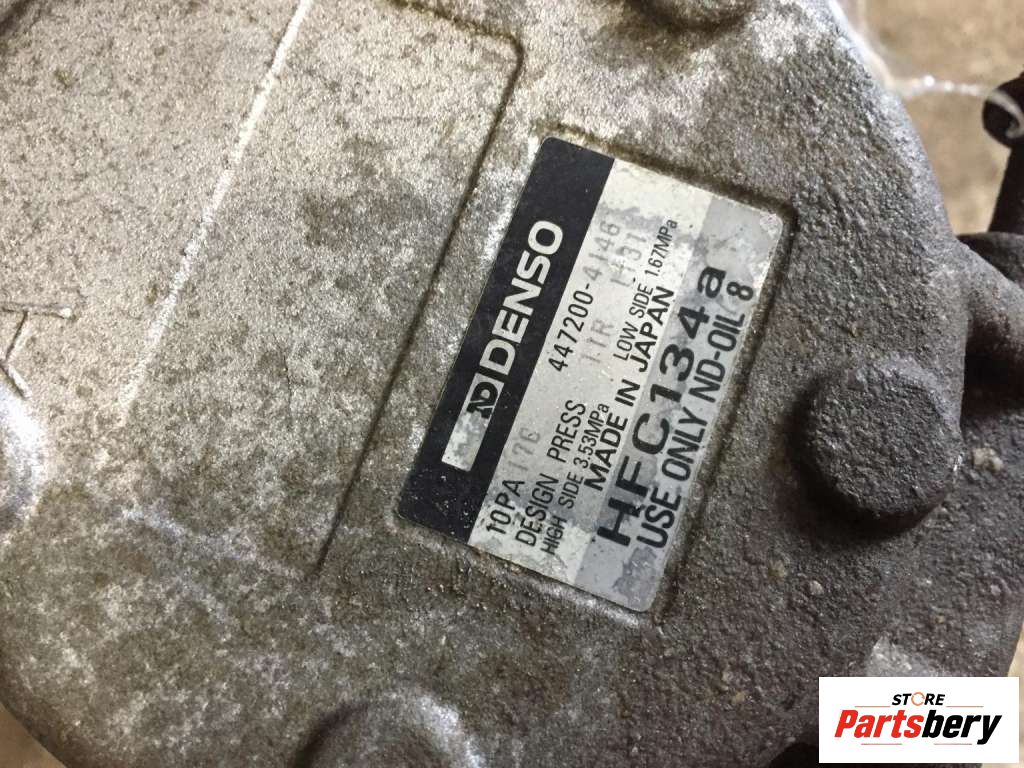 DENSO
447200-4146
10PA17C
DESIGN PRESS
HIGH SIDE 3.53MPa LOW SIDE 1.67MPa
MADE IN JAPAN
HFC134a
USE ONLY ND-OIL 8
STORE
Partsbery